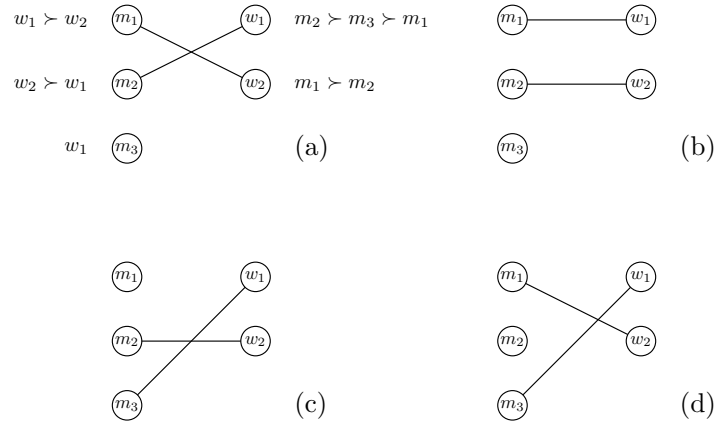 w₁ ≻ w₂ m₁ w₁ m₂ ≻ m₃ ≻ m₁ m₁ w₁
w₂ ≻ w₁ m₂ w₂ m₁ ≻ m₂ m₂ w₂
w₁ m₃ (a) m₃ (b)
m₁ w₁ m₁ w₁
m₂ w₂ m₂ w₂
m₃ (c) m₃ (d)